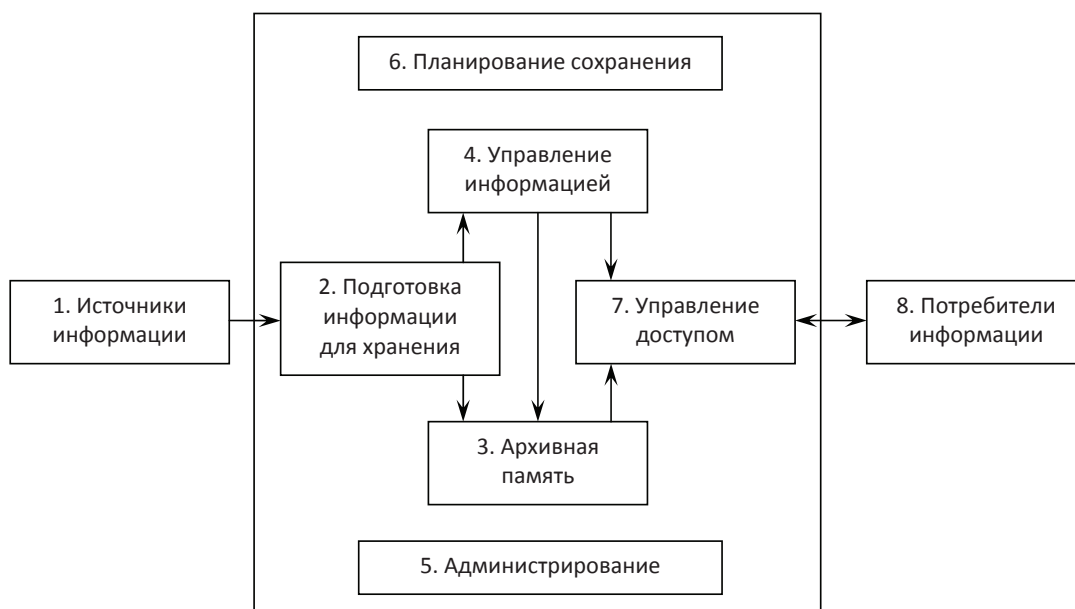 6. Планирование сохранения
4. Управление
информацией
1. Источники
информации
2. Подготовка
информации
для хранения
7. Управление
доступом
8. Потребители
информации
3. Архивная
память
5. Администрирование